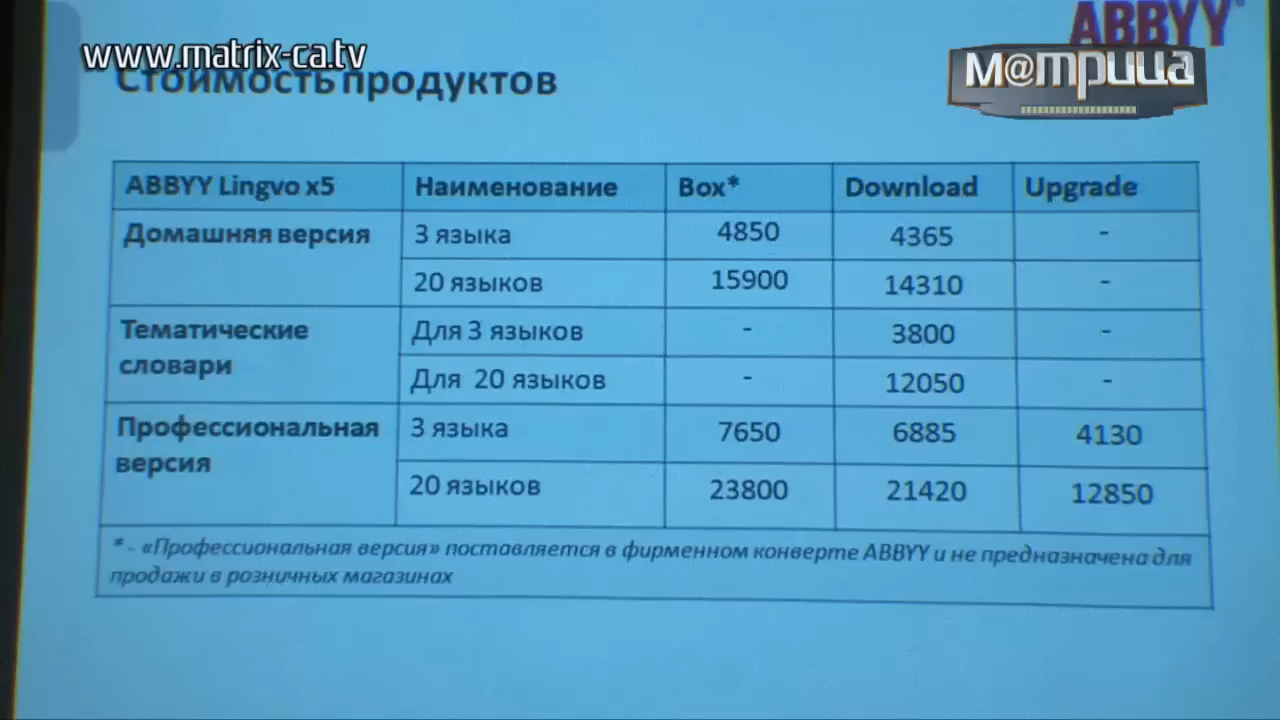 ABBYY
www.matrix-ca.tv
М@трица
Стоимость продуктов
ABBYY Lingvo x5 Наименование Box* Download Upgrade
Домашняя версия 3 языка 4850 4365 -
20 языков 15900 14310 -
Тематические словари Для 3 языков - 3800 -
Для 20 языков - 12050 -
Профессиональная версия 3 языка 7650 6885 4130
20 языков 23800 21420 12850
* - «Профессиональная версия» поставляется в фирменном конверте ABBYY и не предназначена для
продажи в розничных магазинах